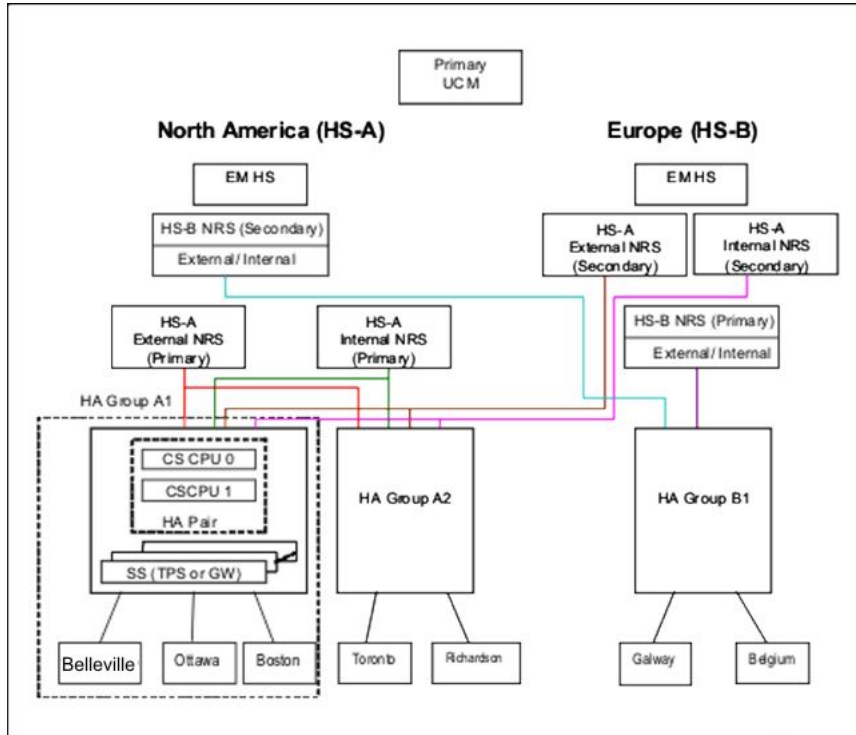 Primary
UCM
North America (HS-A)
Europe (HS-B)
EM HS
EM HS
HS-B NRS (Secondary)
External/Internal
HS-A
External NRS
(Secondary)
HS-A
Internal NRS
(Secondary)
HS-A
External NRS
(Primary)
HS-A
Internal NRS
(Primary)
HS-B NRS (Primary)
External/Internal
HA Group A1
CS CPU 0
CSCPU 1
HA Pair
SS (TPS or GW)
HA Group A2
HA Group B1
Belleville
Ottawa
Boston
Toronto
Richardson
Galway
Belgium